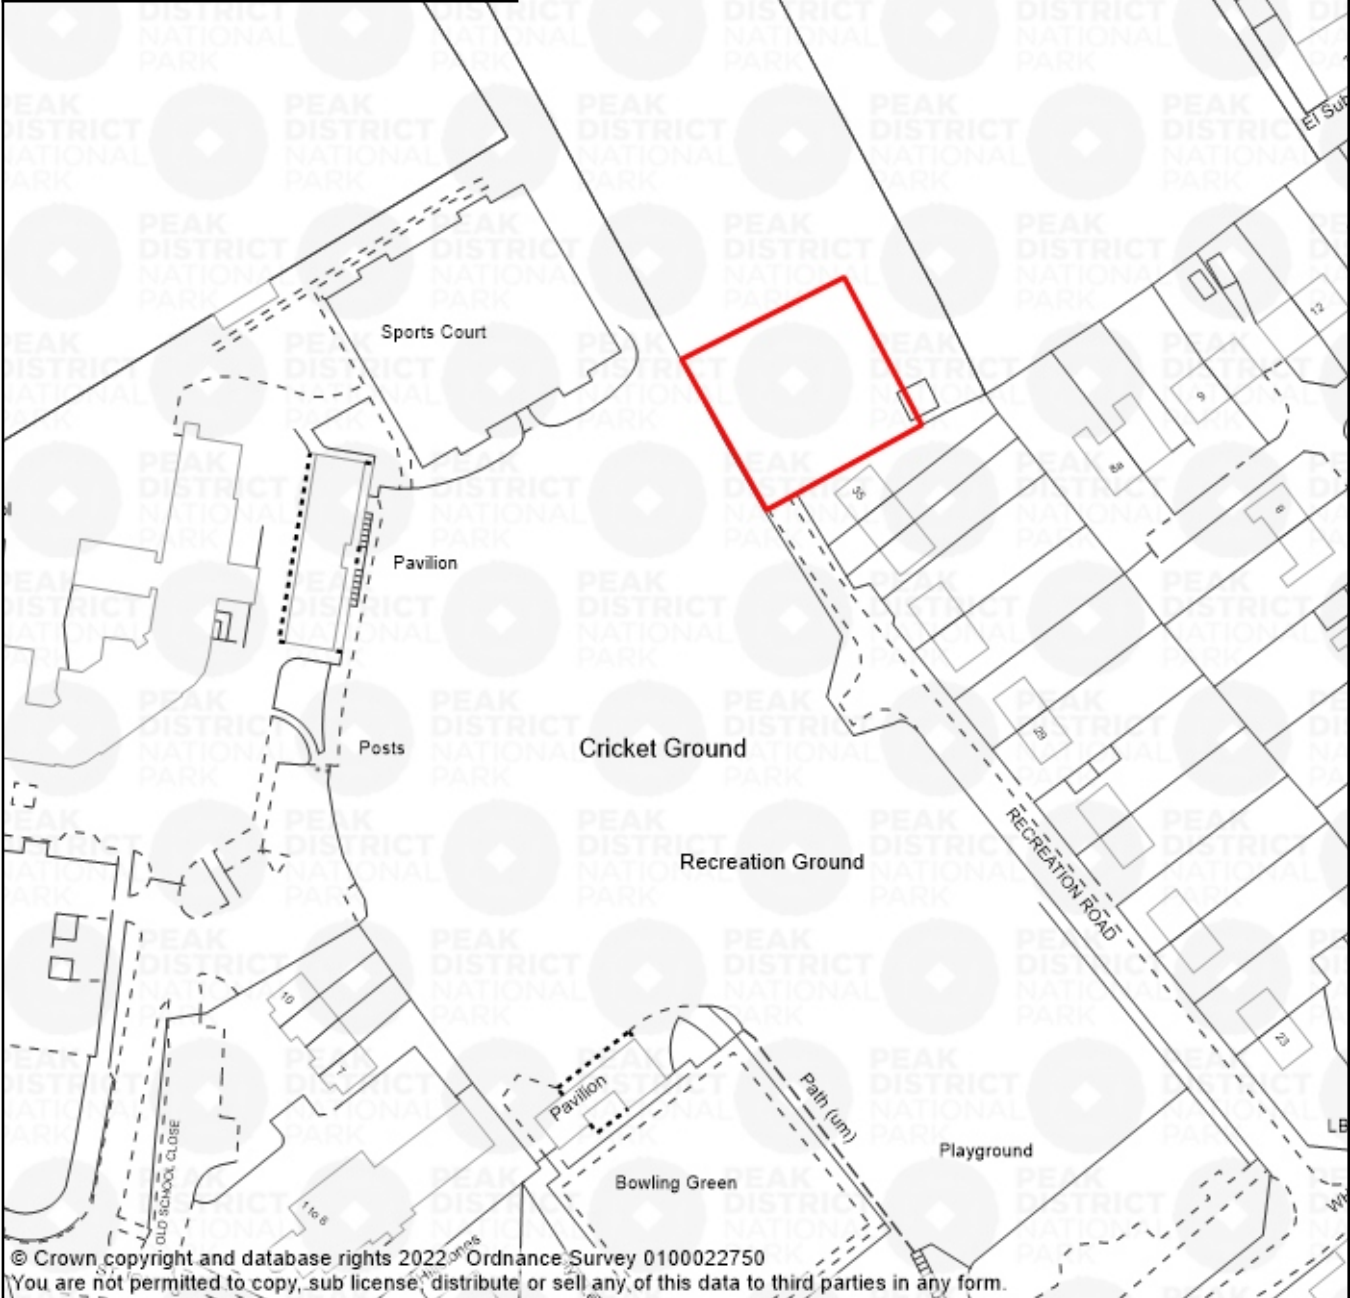 El Sub
Sports Court
12
9
8a
8
35
Pavilion
Posts
Cricket Ground
20
RECREATION ROAD
Recreation Ground
10
7
23
Pavilion
Path (um)
LB
Playground
Bowling Green
OLD SCHOOL CLOSE
1 to 6
© Crown copyright and database rights 2022 Ordnance Survey 0100022750
You are not permitted to copy, sub license, distribute or sell any of this data to third parties in any form.
PEAK
DISTRICT
NATIONAL
PARK